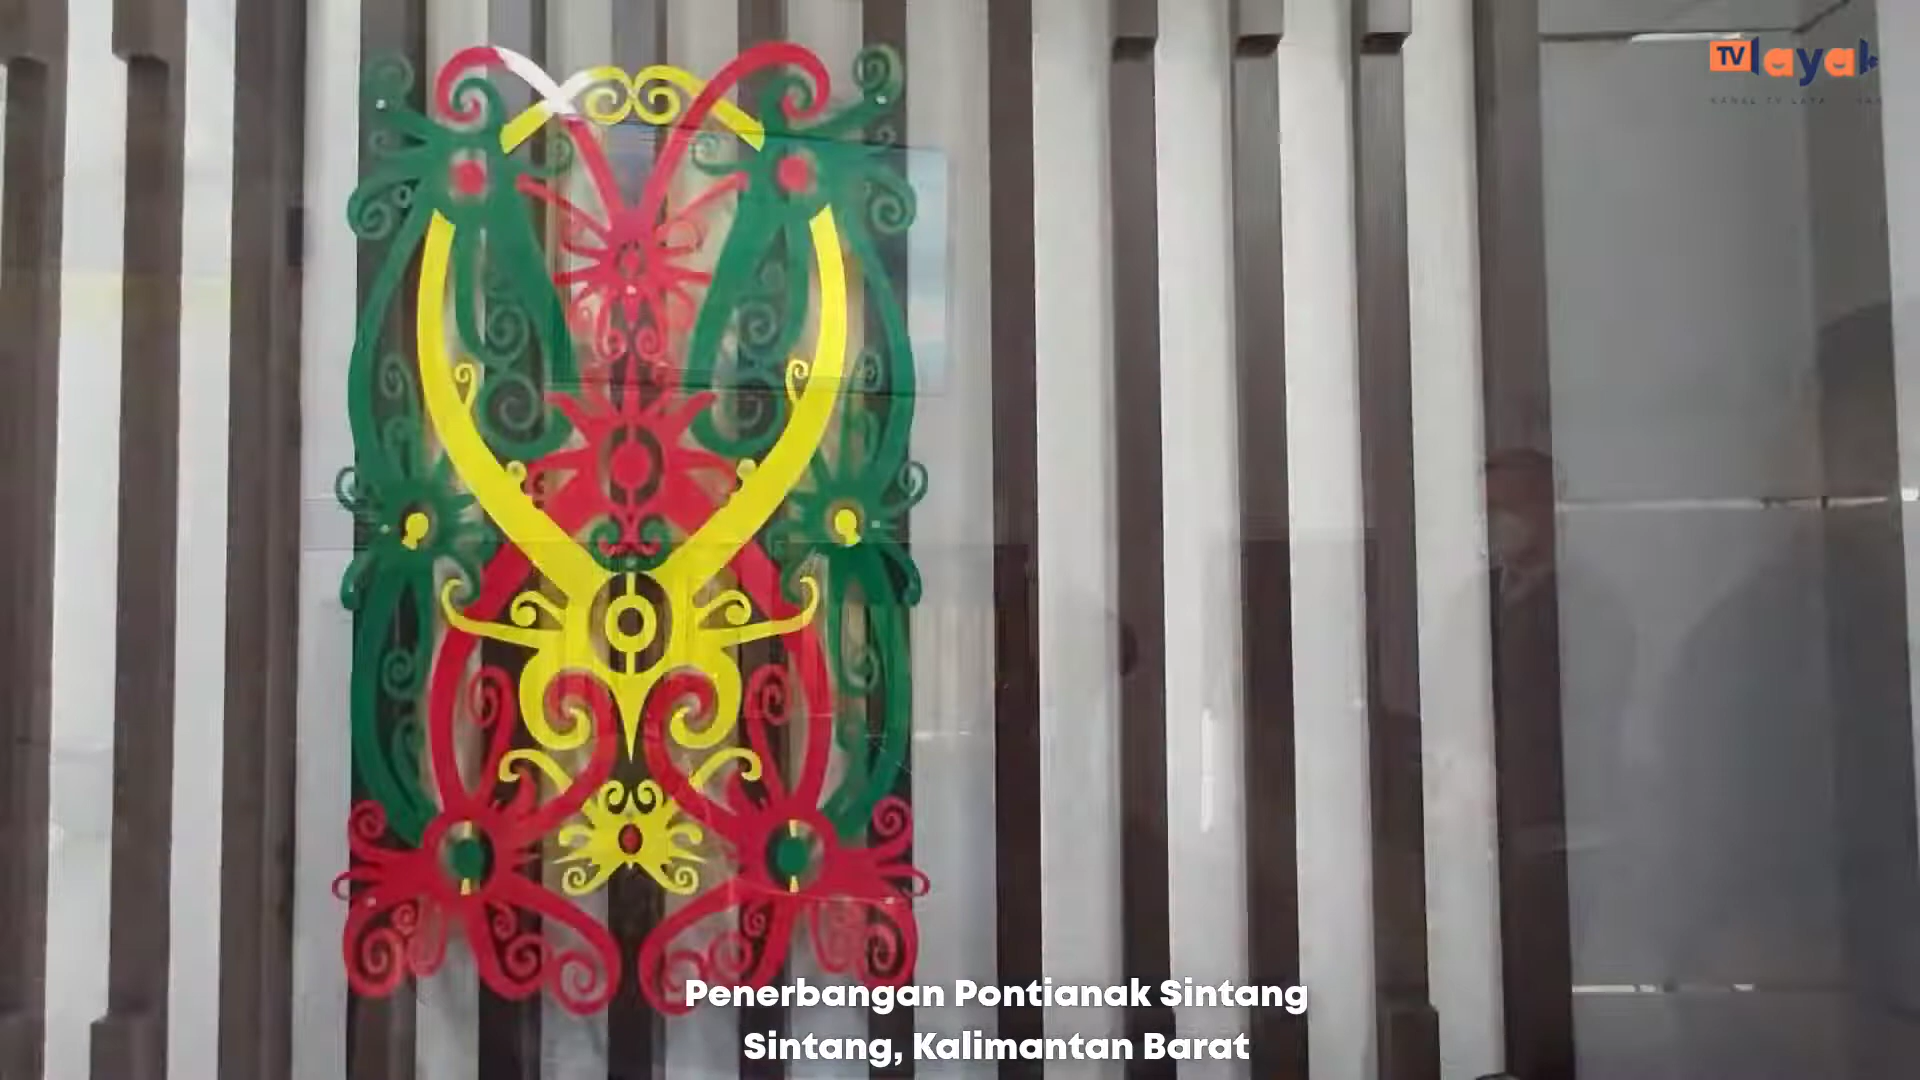 TV layak
Penerbangan Pontianak Sintang
Sintang, Kalimantan Barat